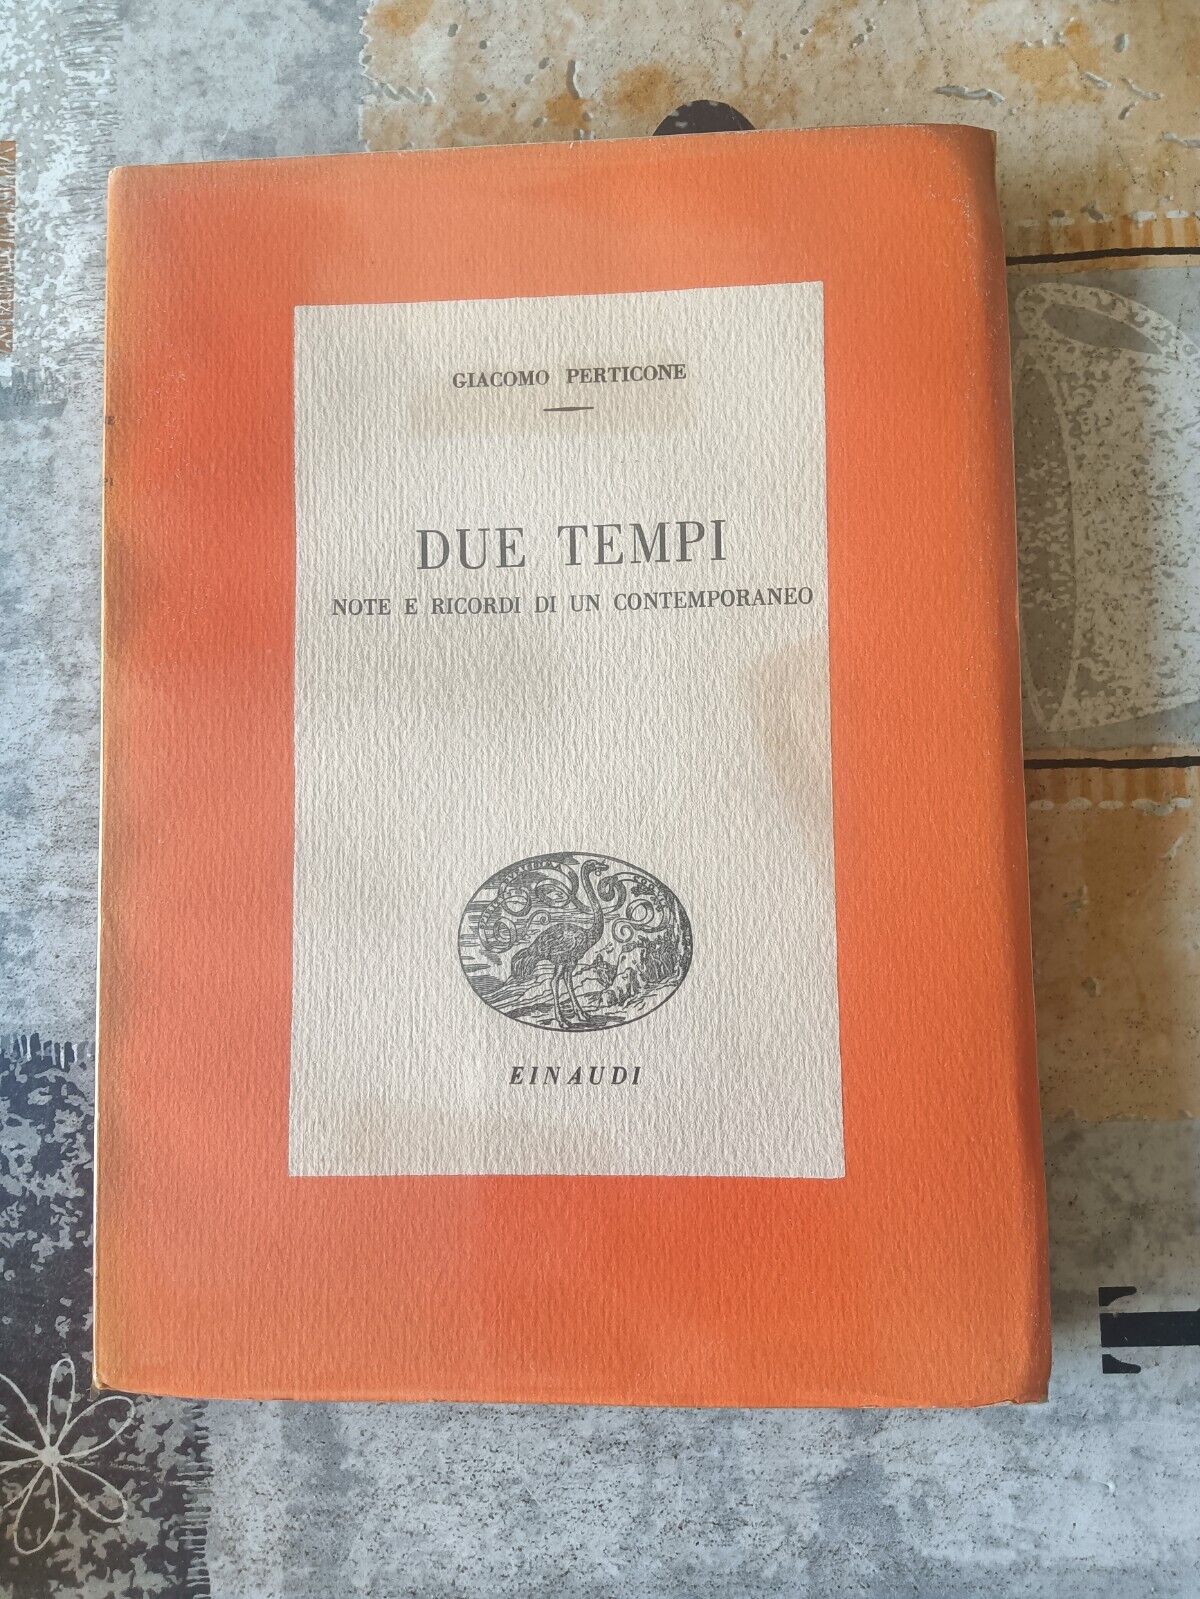 GIACOMO PERTICONE
DUE TEMPI
NOTE E RICORDI DI UN CONTEMPORANEO
EINAUDI